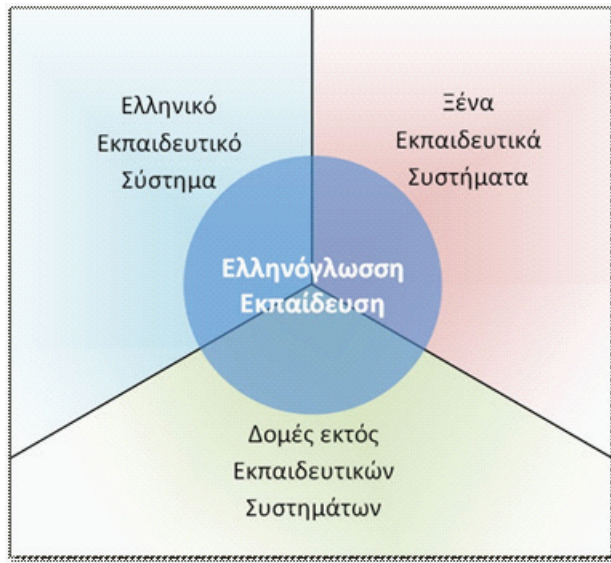 Ελληνικό
Εκπαιδευτικό
Σύστημα
Ξένα
Εκπαιδευτικά
Συστήματα
Ελληνόγλωσση
Εκπαίδευση
Δομές εκτός
Εκπαιδευτικών
Συστημάτων